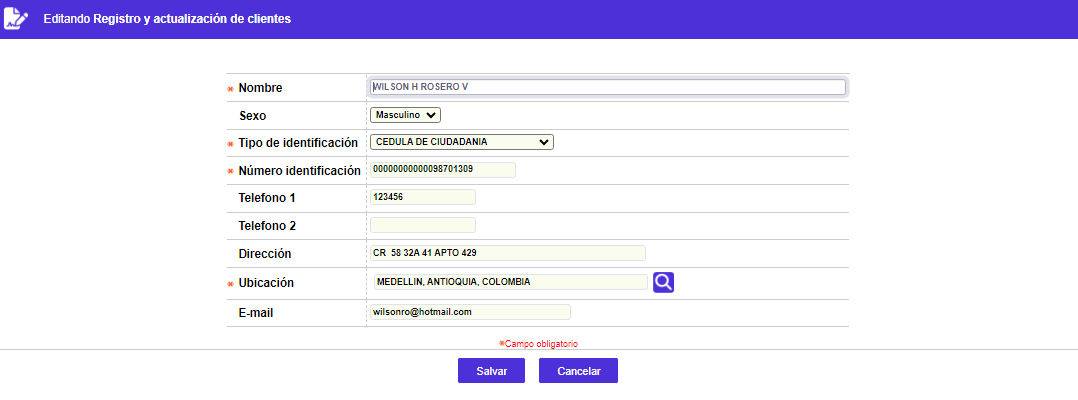 Editando Registro y actualización de clientes
* Nombre WILSON H ROSERO V
Sexo Masculino
* Tipo de identificación CEDULA DE CIUDADANIA
* Número identificación 00000000000098701309
Telefono 1 123456
Telefono 2
Dirección CR  58 32A 41 APTO 429
* Ubicación MEDELLIN, ANTIOQUIA, COLOMBIA
E-mail wilsonro@hotmail.com
*Campo obligatorio
Salvar Cancelar